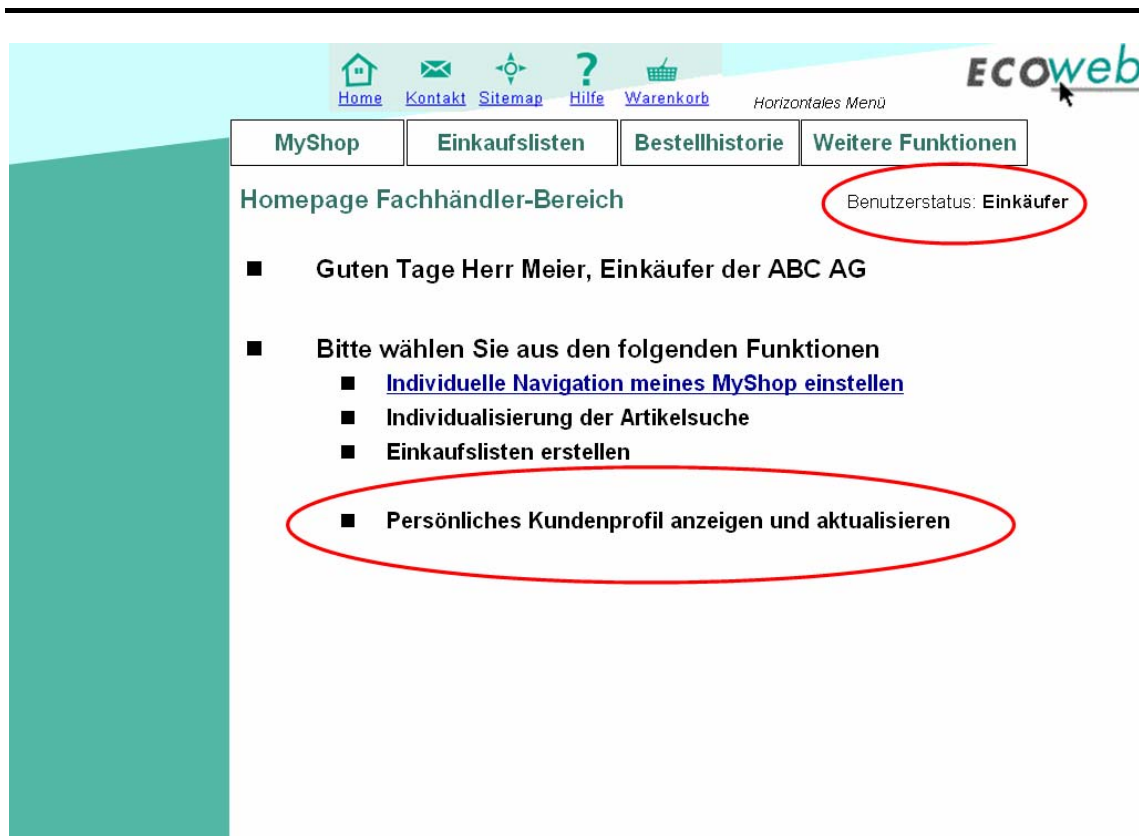 ECOweb
Home Kontakt Sitemap Hilfe Warenkorb Horizontales Menü
MyShop Einkaufslisten Bestellhistorie Weitere Funktionen
Homepage Fachhändler-Bereich Benutzerstatus: Einkäufer
Guten Tage Herr Meier, Einkäufer der ABC AG
Bitte wählen Sie aus den folgenden Funktionen
Individuelle Navigation meines MyShop einstellen
Individualisierung der Artikelsuche
Einkaufslisten erstellen
Persönliches Kundenprofil anzeigen und aktualisieren